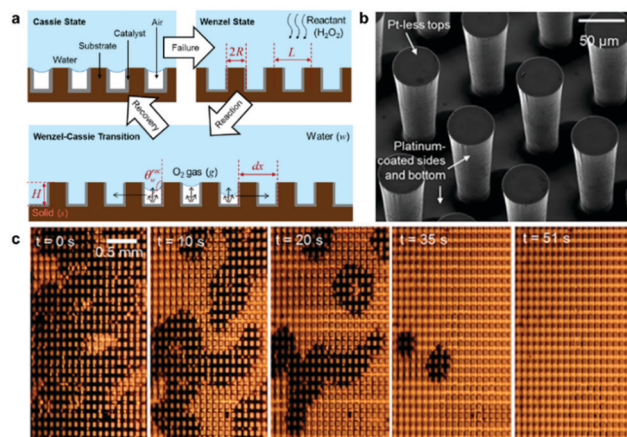 a
Cassie State
Catalyst
Air
Substrate
Water
Failure
Wenzel State
Reactant
(H₂O₂)
2R
L
Recovery
Reaction
Wenzel-Cassie Transition
Water (w)
O₂ gas (g)
dx
H
Solid (s)
b
Pt-less tops
50 µm
Platinum-
coated sides
and bottom
c
t = 0 s
0.5 mm
t = 10 s
t = 20 s
t = 35 s
t = 51 s